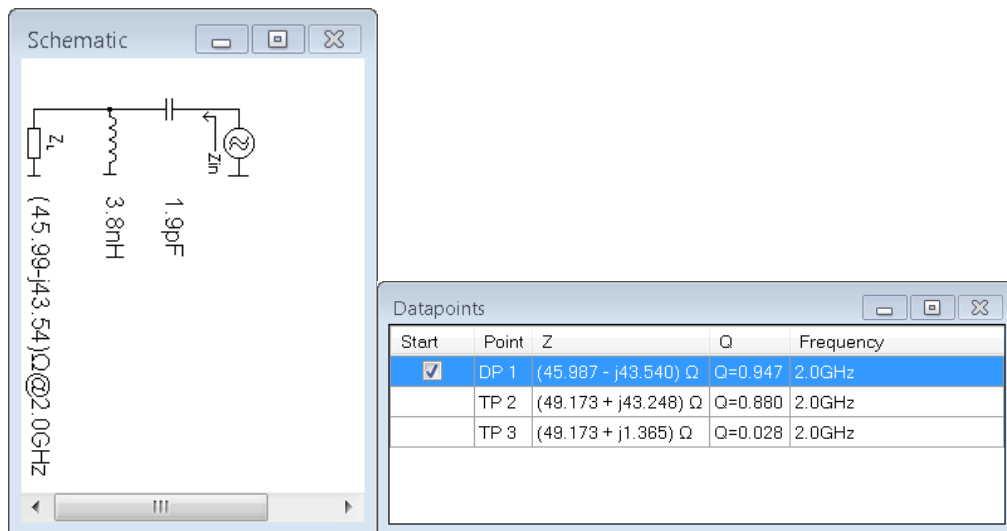 Schematic
Zin
Z_L
1.9pF
3.8nH
(45.99-j43.54)Ω@2.0GHz
Datapoints
Start Point Z Q Frequency
DP 1 (45.987 - j43.540) Ω Q=0.947 2.0GHz
TP 2 (49.173 + j43.248) Ω Q=0.880 2.0GHz
TP 3 (49.173 + j1.365) Ω Q=0.028 2.0GHz